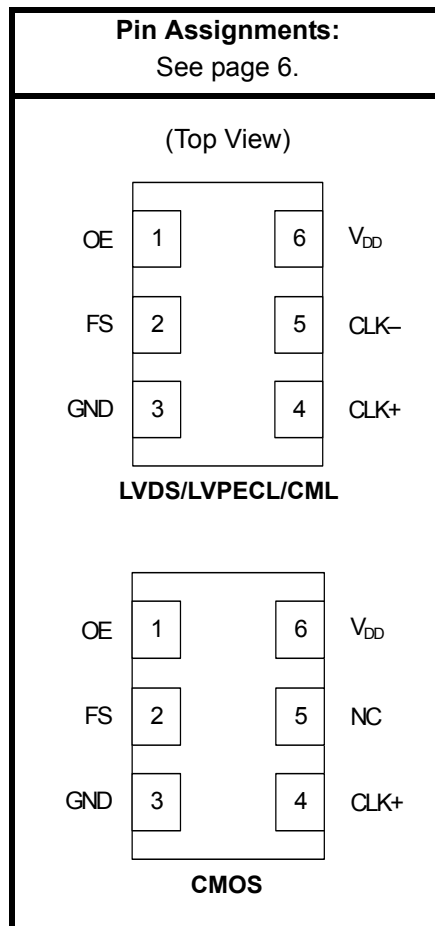 Pin Assignments:
See page 6.
(Top View)
OE 1 6 VDD
FS 2 5 CLK–
GND 3 4 CLK+
LVDS/LVPECL/CML
OE 1 6 VDD
FS 2 5 NC
GND 3 4 CLK+
CMOS